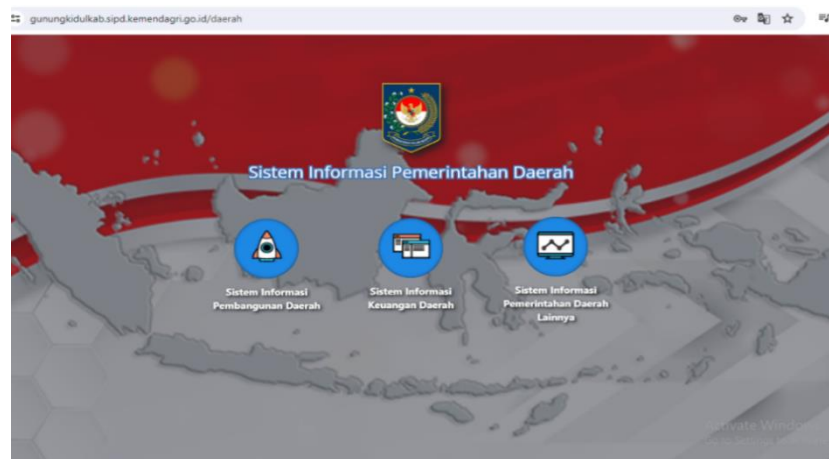 gunungkidulkab.sipd.kemendagri.go.id/daerah
Sistem Informasi Pemerintahan Daerah
Sistem Informasi
Pembangunan Daerah
Sistem Informasi
Keuangan Daerah
Sistem Informasi
Pemerintahan Daerah
Lainnya
Activate Windows